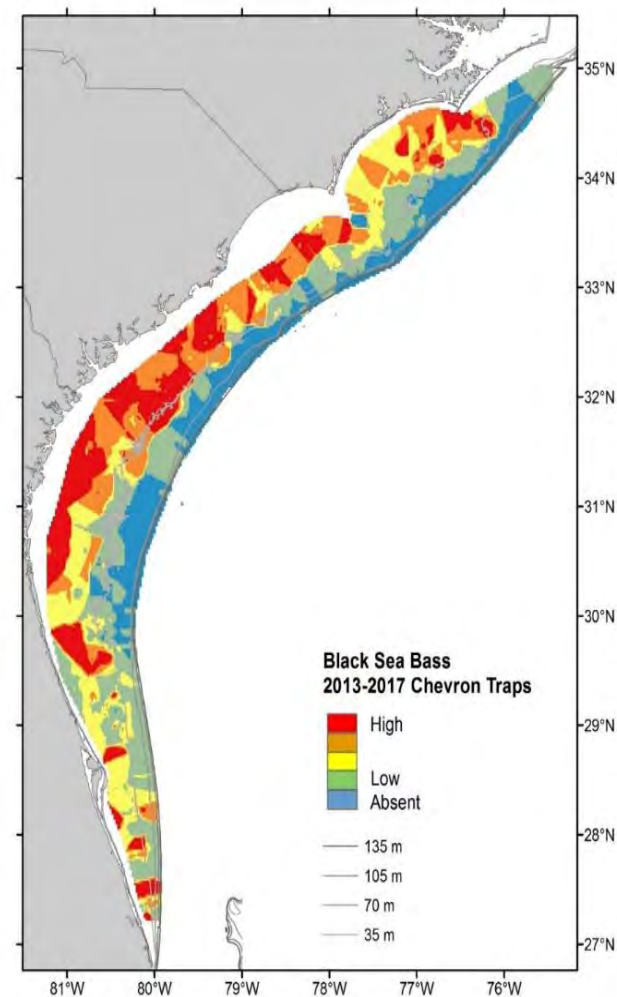 35°N
34°N
33°N
32°N
31°N
30°N
29°N
28°N
27°N
Black Sea Bass
2013-2017 Chevron Traps
High
Low
Absent
135 m
105 m
70 m
35 m
81°W 80°W 79°W 78°W 77°W 76°W